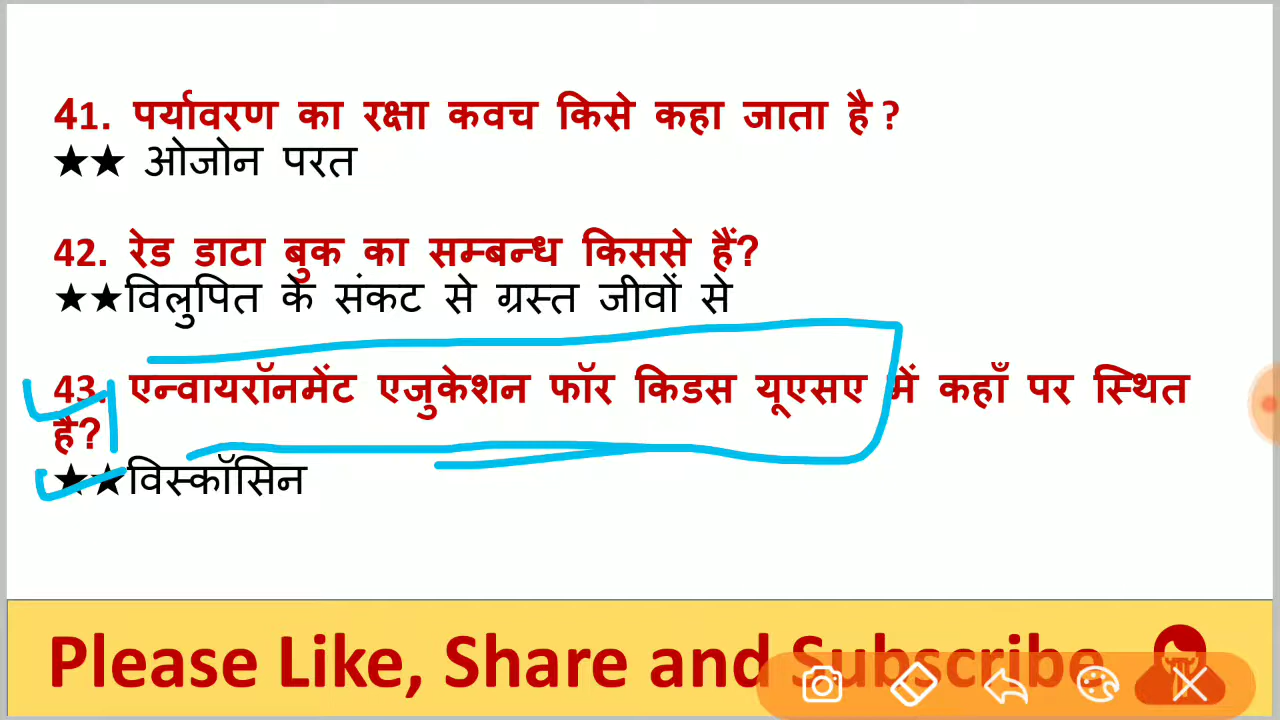 41. पर्यावरण का रक्षा कवच किसे कहा जाता है ?
★★ ओजोन परत
42. रेड डाटा बुक का सम्बन्ध किससे हैं?
★★विलुपित के संकट से ग्रस्त जीवों से
43. एन्वायरॉनमेंट एजुकेशन फॉर किडस यूएसए में कहाँ पर स्थित
है?
★★विस्कॉसिन
Please Like, Share and Subscribe